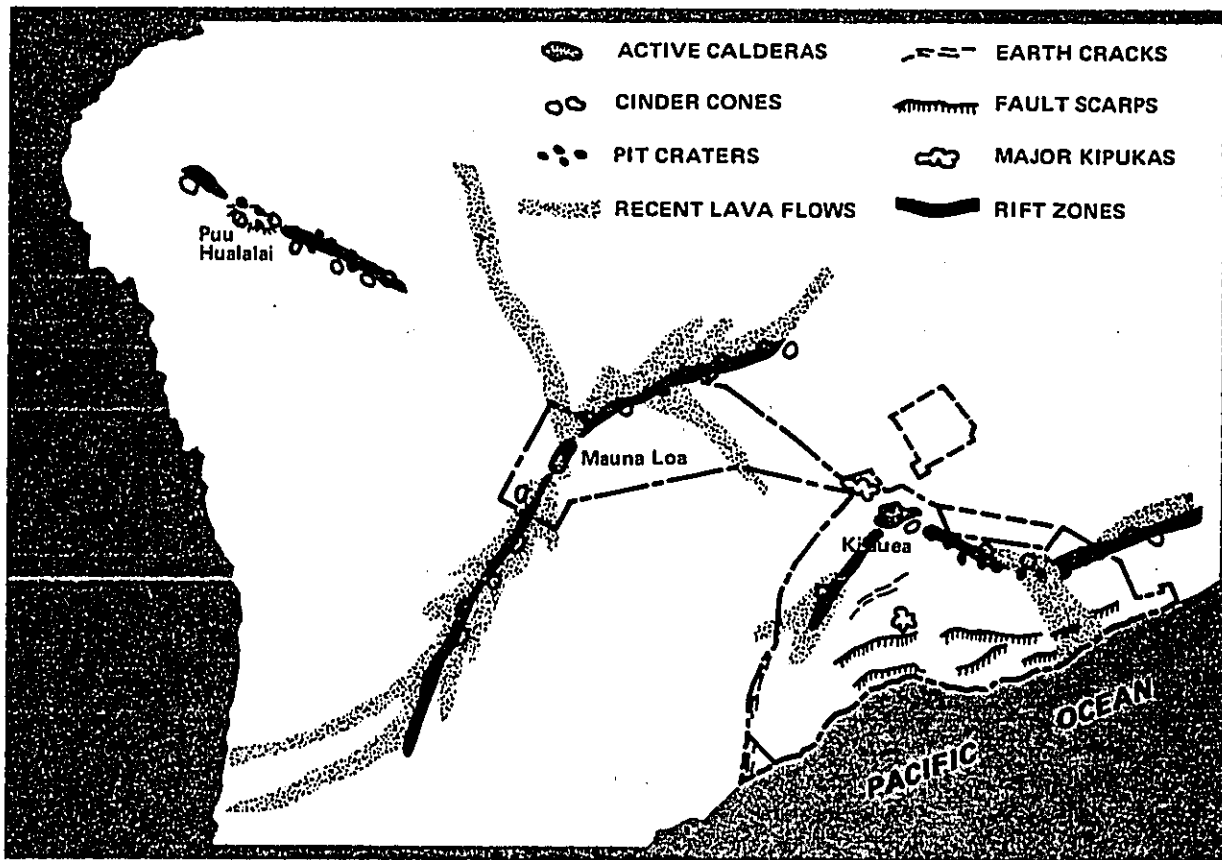 ACTIVE CALDERAS
EARTH CRACKS
CINDER CONES
FAULT SCARPS
PIT CRATERS
MAJOR KIPUKAS
RECENT LAVA FLOWS
RIFT ZONES
Puu
Hualalai
Mauna Loa
Kilauea
PACIFIC OCEAN